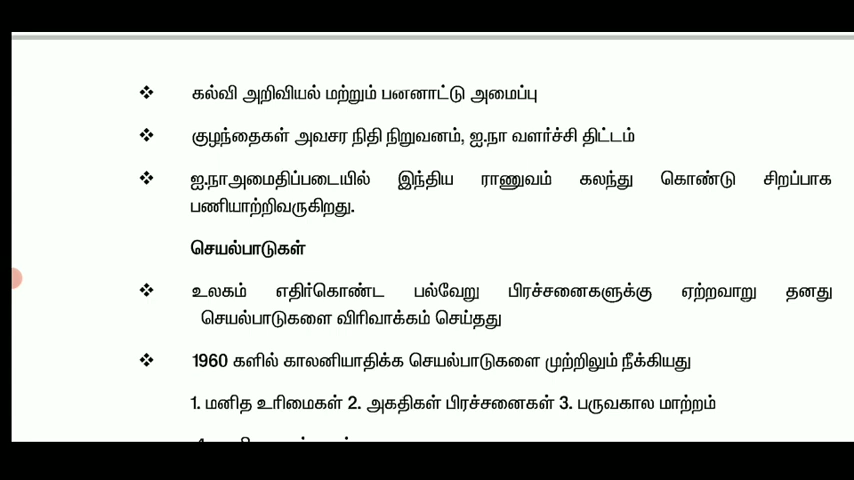 ❖ கல்வி அறிவியல் மற்றும் பனனாட்டு அமைப்பு
❖ குழந்தைகள் அவசர நிதி நிறுவனம், ஐ.நா வளர்ச்சி திட்டம்
❖ ஐ.நாஅமைதிப்படையில் இந்திய ராணுவம் கலந்து கொண்டு சிறப்பாக
பணியாற்றிவருகிறது.
செயல்பாடுகள்
❖ உலகம் எதிர்கொண்ட பல்வேறு பிரச்சனைகளுக்கு ஏற்றவாறு தனது
செயல்பாடுகளை விரிவாக்கம் செய்தது
❖ 1960 களில் காலனியாதிக்க செயல்பாடுகளை முற்றிலும் நீக்கியது
1. மனித உரிமைகள் 2. அகதிகள் பிரச்சனைகள் 3. பருவகால மாற்றம்